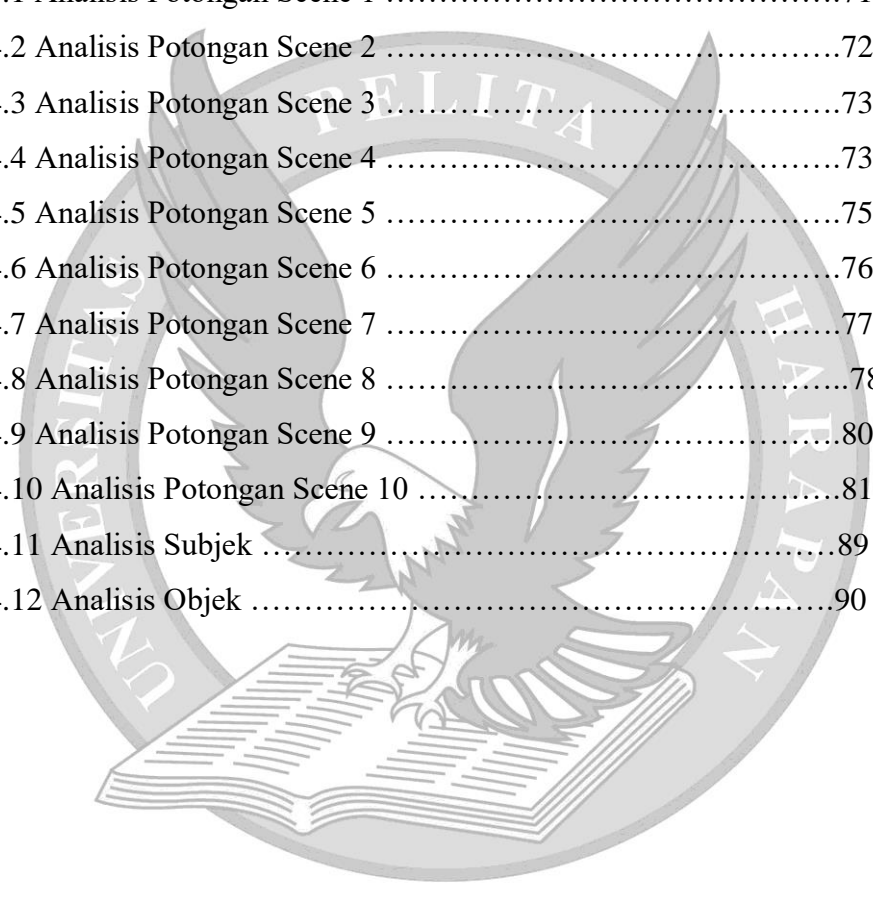 .1 Analisis Potongan Scene 1 ……………………………………….71
.2 Analisis Potongan Scene 2 ……………………………………….72
.3 Analisis Potongan Scene 3 ……………………………………….73
.4 Analisis Potongan Scene 4 ……………………………………….73
.5 Analisis Potongan Scene 5 ……………………………………….75
.6 Analisis Potongan Scene 6 ……………………………………….76
.7 Analisis Potongan Scene 7 ……………………………………….77
.8 Analisis Potongan Scene 8 ………………………………………..78
.9 Analisis Potongan Scene 9 ……………………………………….80
.10 Analisis Potongan Scene 10 …………………………………….81
.11 Analisis Subjek ………………………………………………….89
.12 Analisis Objek ………………………………………………….90
UNIVERSITAS PELITA HARAPAN